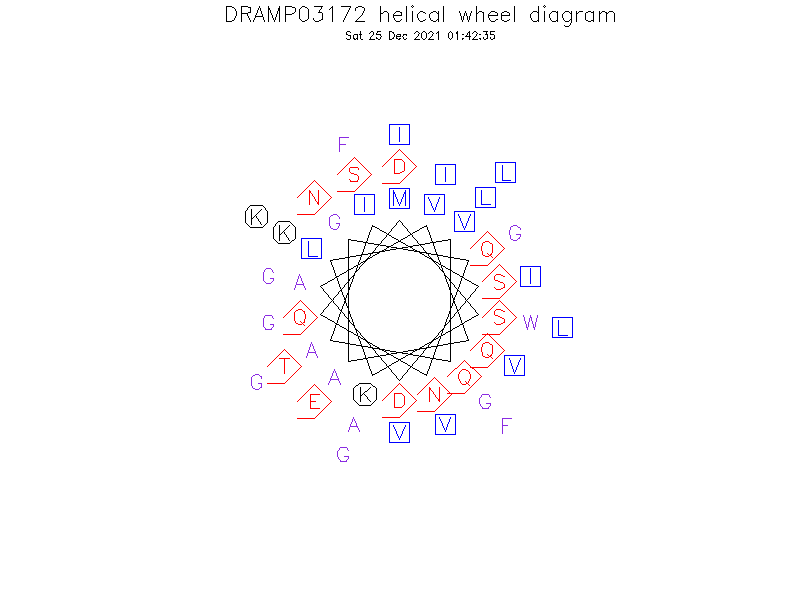 DRAMP03172 helical wheel diagram
Sat 25 Dec 2021 01:42:35
I
F
S D I L
N I M V V L
K K L G Q G
G A S I
G Q S W L
T A Q V
G A Q
E K D N G
A V V F
G